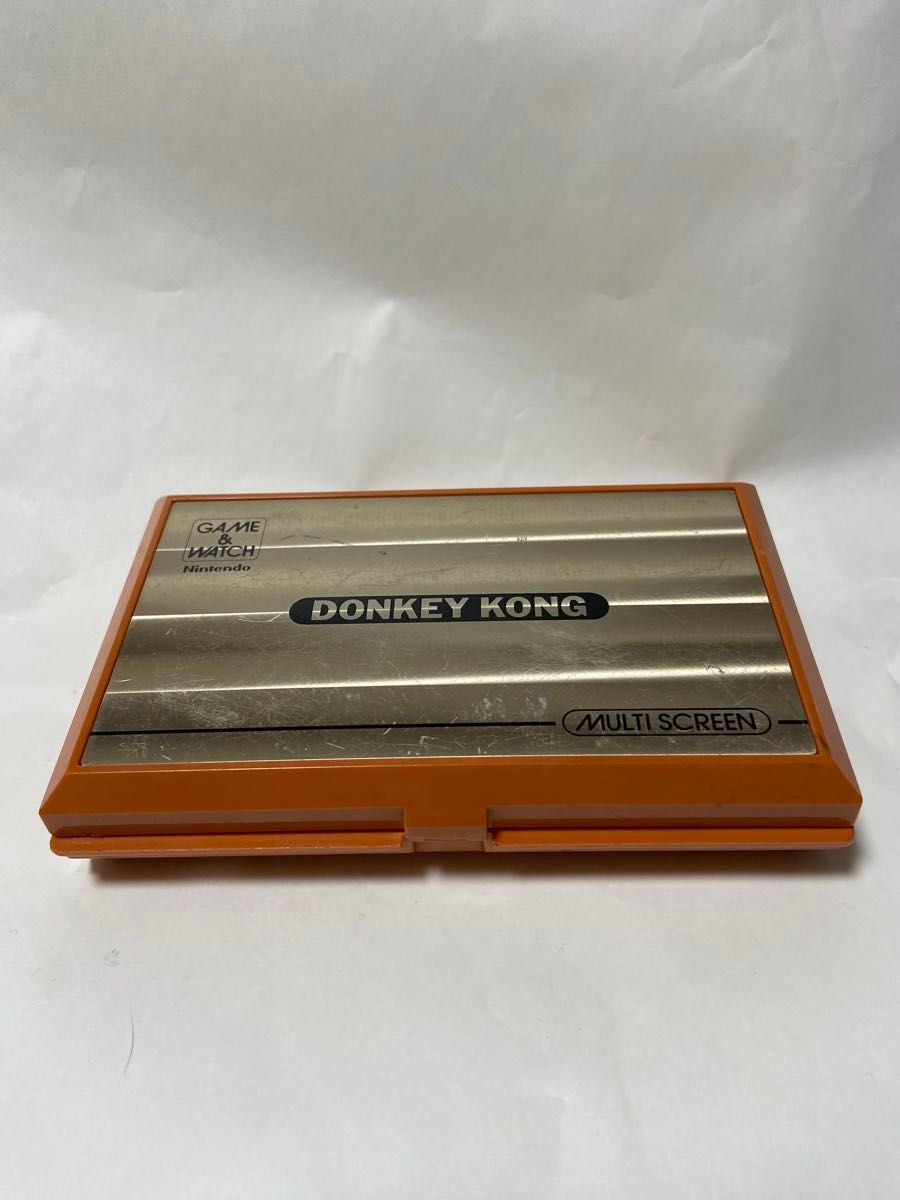 GAME
&
WATCH
Nintendo
DONKEY KONG
MULTI SCREEN